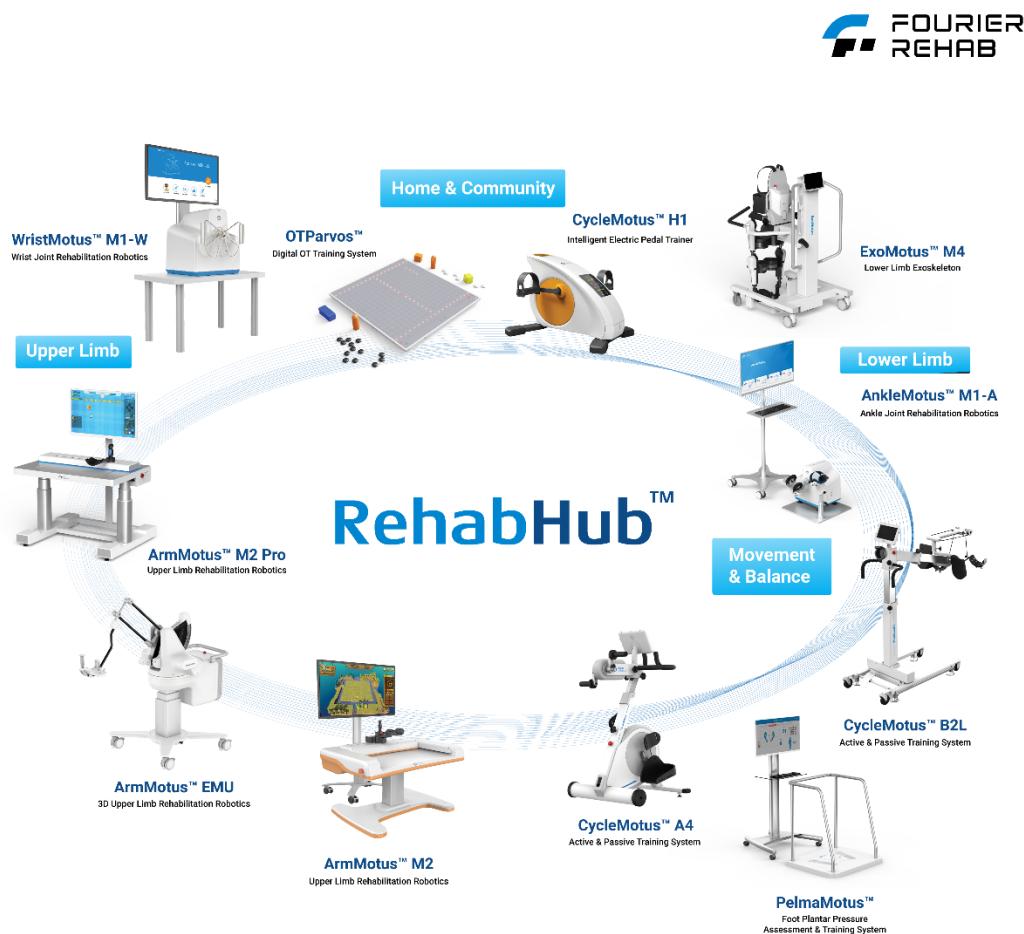 FOURIER
REHAB
Home & Community
WristMotus™ M1-W
Wrist Joint Rehabilitation Robotics
OTParvos™
Digital OT Training System
CycleMotus™ H1
Intelligent Electric Pedal Trainer
ExoMotus™ M4
Lower Limb Exoskeleton
Upper Limb
Lower Limb
AnkleMotus™ M1-A
Ankle Joint Rehabilitation Robotics
RehabHub™
ArmMotus™ M2 Pro
Upper Limb Rehabilitation Robotics
Movement
& Balance
CycleMotus™ B2L
Active & Passive Training System
ArmMotus™ EMU
3D Upper Limb Rehabilitation Robotics
CycleMotus™ A4
Active & Passive Training System
ArmMotus™ M2
Upper Limb Rehabilitation Robotics
PelmaMotus™
Foot Plantar Pressure
Assessment & Training System